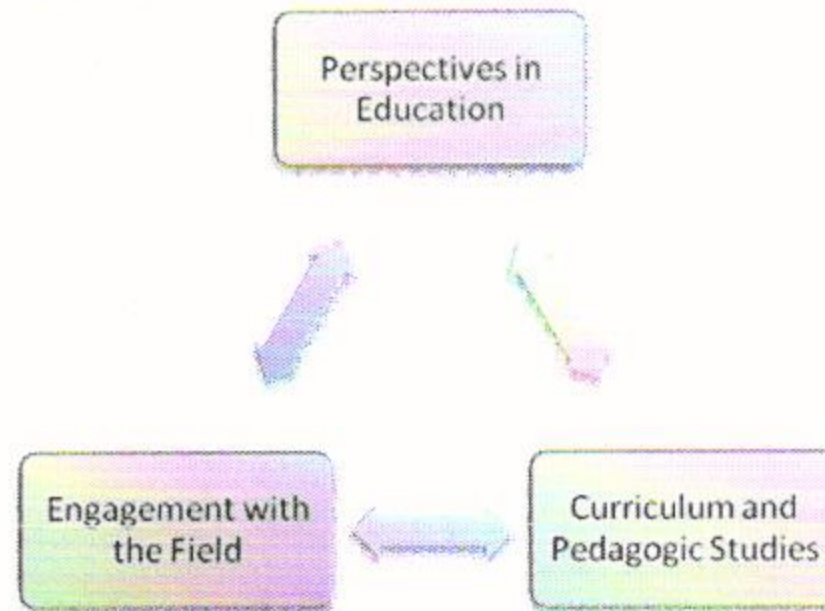 Perspectives in
Education
Engagement with
the Field
Curriculum and
Pedagogic Studies